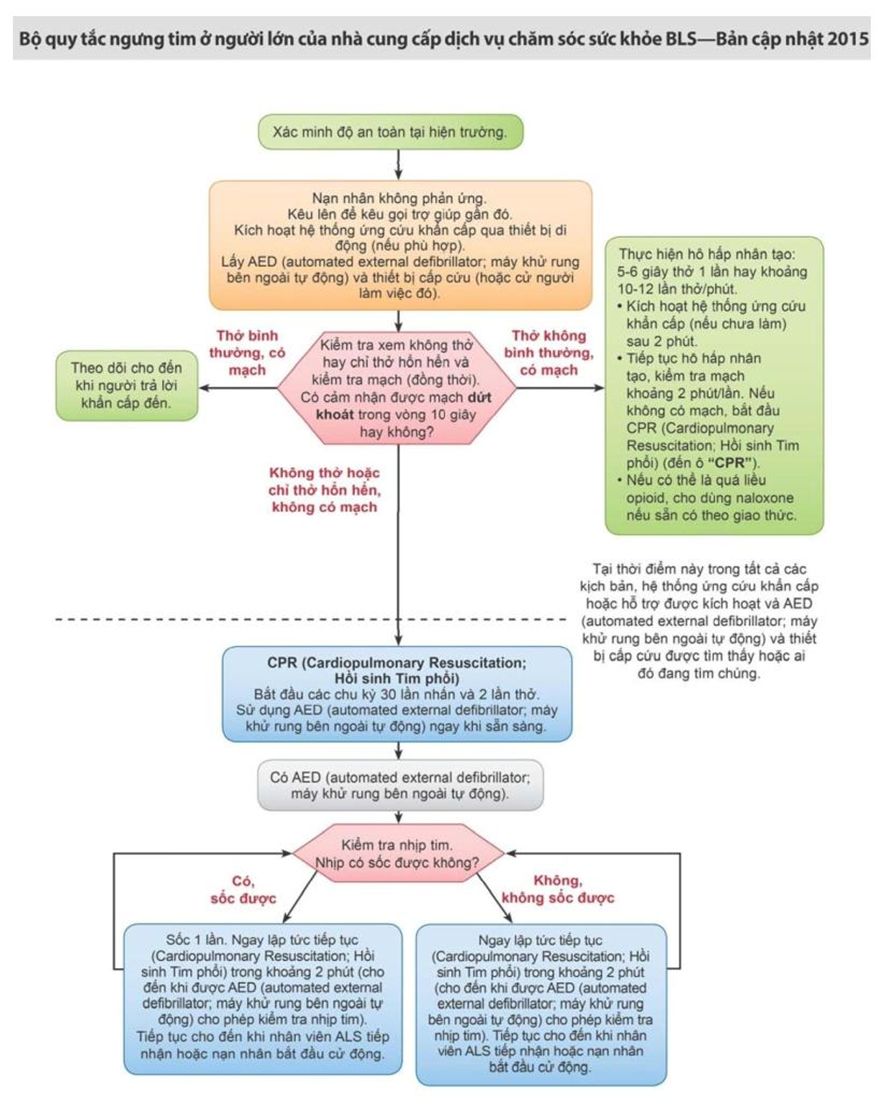 Bộ quy tắc ngưng tim ở người lớn của nhà cung cấp dịch vụ chăm sóc sức khỏe BLS—Bản cập nhật 2015
Xác minh độ an toàn tại hiện trường.
Nạn nhân không phản ứng.
Kêu lên để kêu gọi trợ giúp gần đó.
Kích hoạt hệ thống ứng cứu khẩn cấp qua thiết bị di
động (nếu phù hợp).
Lấy AED (automated external defibrillator; máy khử rung
bên ngoài tự động) và thiết bị cấp cứu (hoặc cử người
làm việc đó).
Thở bình
thường, có
mạch
Theo dõi cho đến
khi người trả lời
khẩn cấp đến.
Kiểm tra xem không thở
hay chỉ thở hổn hển và
kiểm tra mạch (đồng thời).
Có cảm nhận được mạch dứt
khoát trong vòng 10 giây
hay không?
Thở không
bình thường,
có mạch
Thực hiện hô hấp nhân tạo:
5-6 giây thở 1 lần hay khoảng
10-12 lần thở/phút.
• Kích hoạt hệ thống ứng cứu
khẩn cấp (nếu chưa làm)
sau 2 phút.
• Tiếp tục hô hấp nhân
tạo, kiểm tra mạch
khoảng 2 phút/lần. Nếu
không có mạch, bắt đầu
CPR (Cardiopulmonary
Resuscitation; Hồi sinh Tim
phổi) (đến ô “CPR”).
• Nếu có thể là quá liều
opioid, cho dùng naloxone
nếu sẵn có theo giao thức.
Không thở hoặc
chỉ thở hổn hển,
không có mạch
Tại thời điểm này trong tất cả các
kịch bản, hệ thống ứng cứu khẩn cấp
hoặc hỗ trợ được kích hoạt và AED
(automated external defibrillator; máy
khử rung bên ngoài tự động) và thiết
bị cấp cứu được tìm thấy hoặc ai
đó đang tìm chúng.
CPR (Cardiopulmonary Resuscitation;
Hồi sinh Tim phổi)
Bắt đầu các chu kỳ 30 lần nhấn và 2 lần thở.
Sử dụng AED (automated external defibrillator; máy
khử rung bên ngoài tự động) ngay khi sẵn sàng.
Có AED (automated external defibrillator;
máy khử rung bên ngoài tự động).
Kiểm tra nhịp tim.
Nhịp có sốc được không?
Có,
sốc được
Không,
không sốc được
Sốc 1 lần. Ngay lập tức tiếp tục
(Cardiopulmonary Resuscitation; Hồi
sinh Tim phổi) trong khoảng 2 phút (cho
đến khi được AED (automated external
defibrillator; máy khử rung bên ngoài tự
động) cho phép kiểm tra nhịp tim).
Tiếp tục cho đến khi nhân viên ALS tiếp
nhận hoặc nạn nhân bắt đầu cử động.
Ngay lập tức tiếp tục
(Cardiopulmonary Resuscitation; Hồi
sinh Tim phổi) trong khoảng 2 phút
(cho đến khi được AED (automated
external defibrillator; máy khử rung
bên ngoài tự động) cho phép kiểm tra
nhịp tim). Tiếp tục cho đến khi nhân
viên ALS tiếp nhận hoặc nạn nhân
bắt đầu cử động.